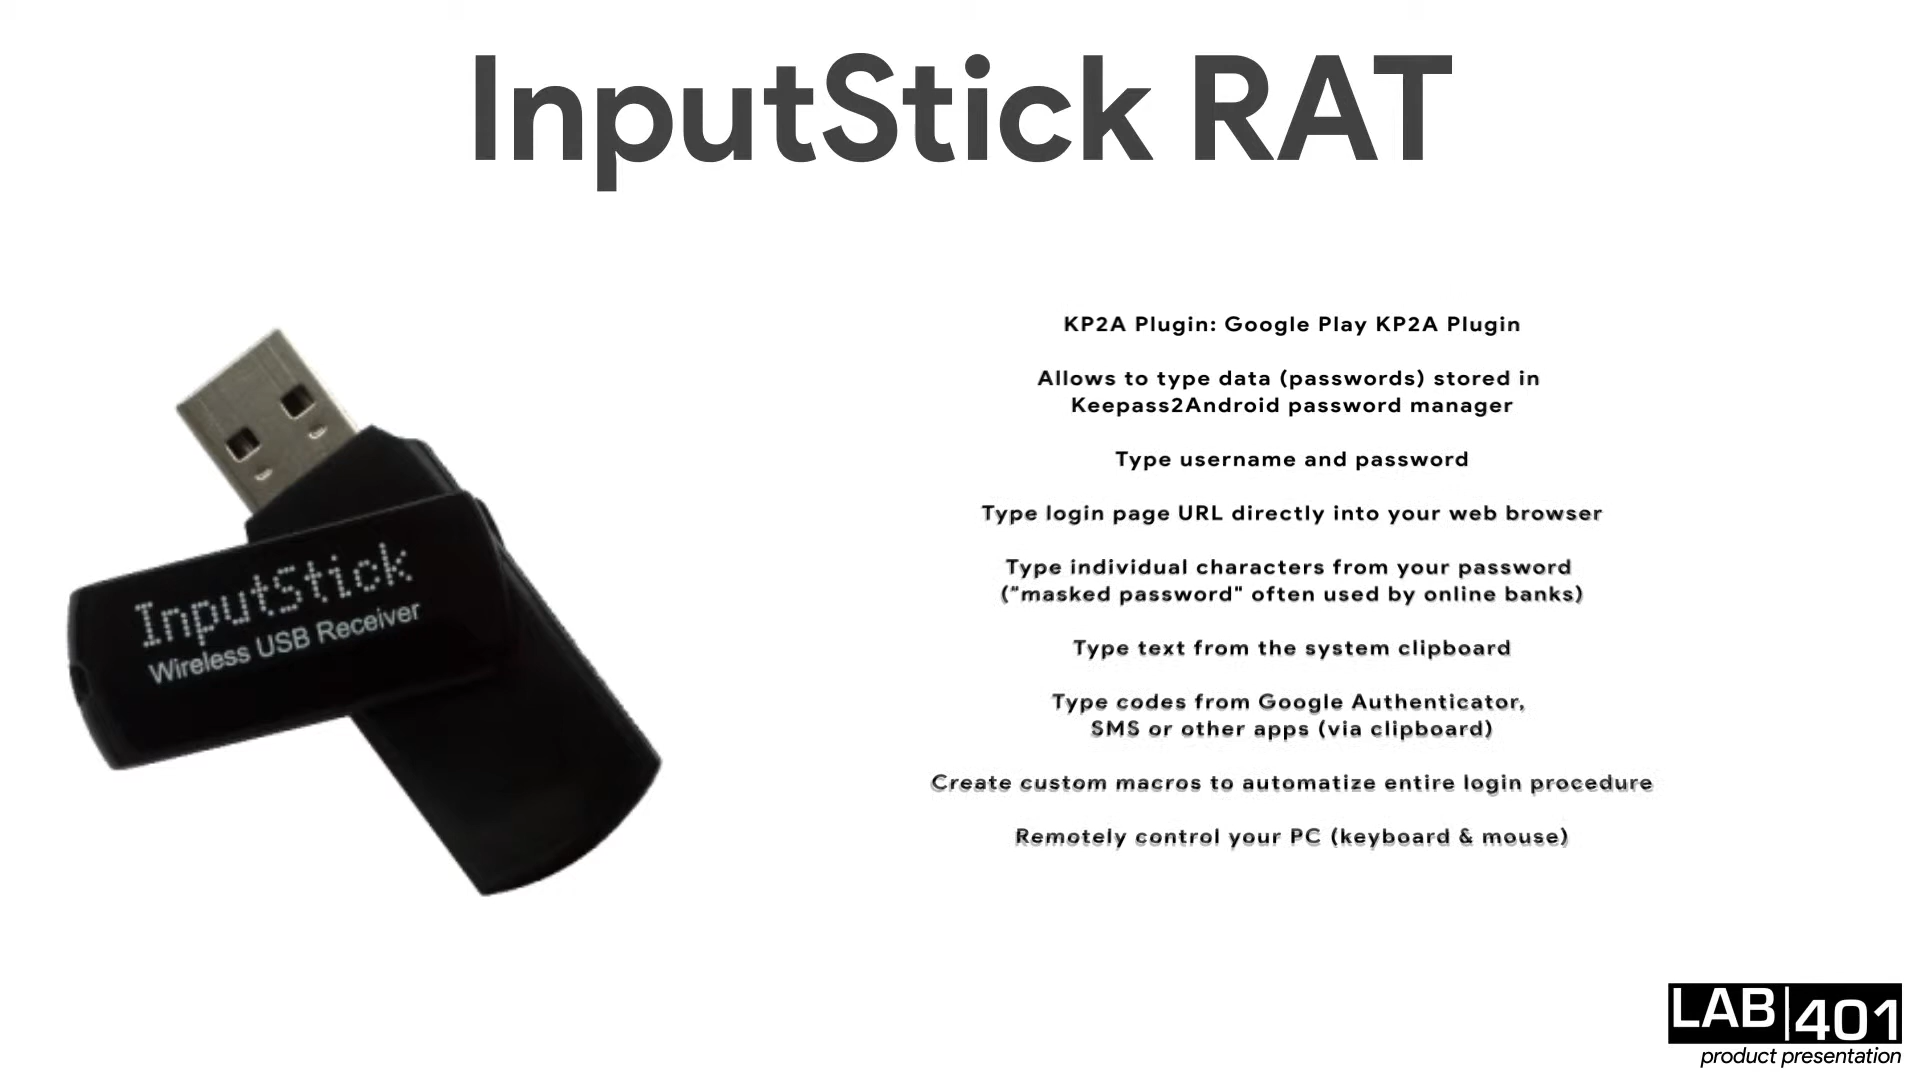 InputStick RAT
KP2A Plugin: Google Play KP2A Plugin
Allows to type data (passwords) stored in
Keepass2Android password manager
Type username and password
Type login page URL directly into your web browser
Type individual characters from your password
("masked password" often used by online banks)
Type text from the system clipboard
Type codes from Google Authenticator,
SMS or other apps (via clipboard)
Create custom macros to automatize entire login procedure
Remotely control your PC (keyboard & mouse)
InputStick
Wireless USB Receiver
LAB|401
product presentation